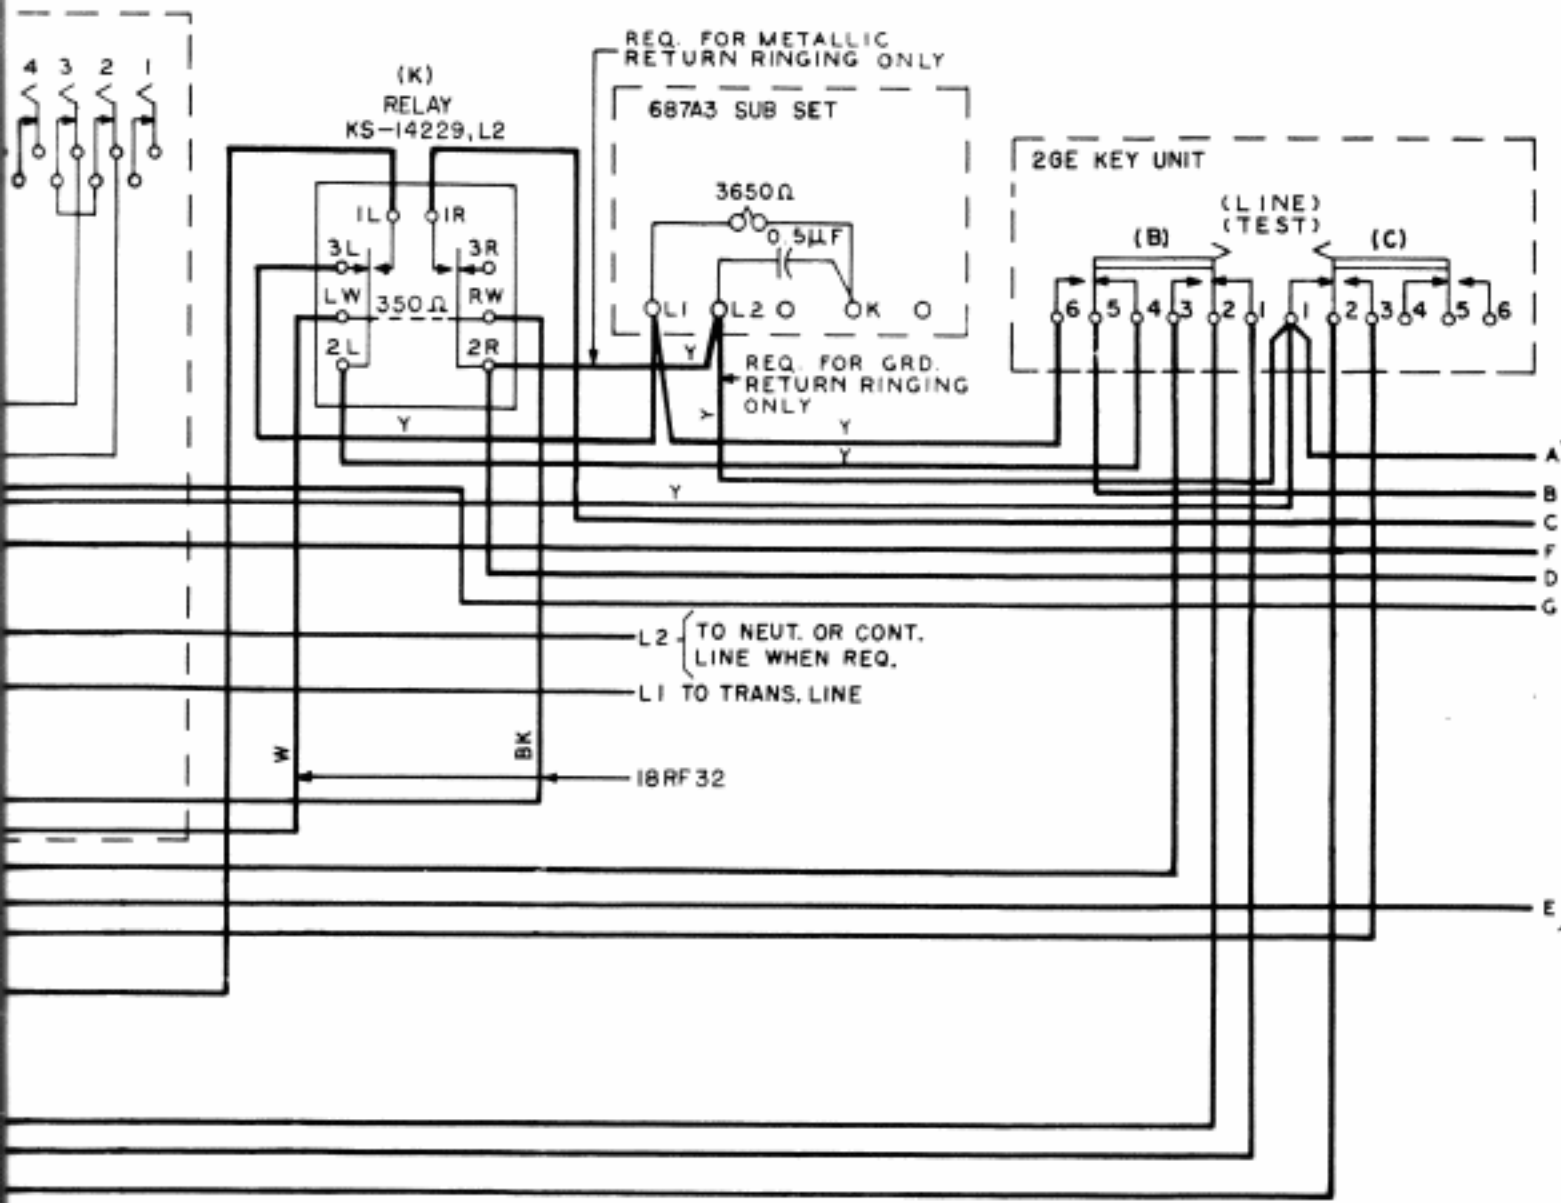 4 3 2 1
(K)
RELAY
KS-14229, L2
1L 1R
3L 3R
LW 350Ω RW
2L 2R
REQ. FOR METALLIC
RETURN RINGING ONLY
687A3 SUB SET
3650Ω
0.5µF
L1 L2 K
Y
REQ. FOR GRD.
RETURN RINGING
ONLY
Y
Y
Y
Y
Y
2GE KEY UNIT
(LINE)
(TEST)
(B) (C)
6 5 4 3 2 1 1 2 3 4 5 6
A
B
C
F
D
G
L2 TO NEUT. OR CONT.
LINE WHEN REQ.
L1 TO TRANS. LINE
W
BK
18RF32
E